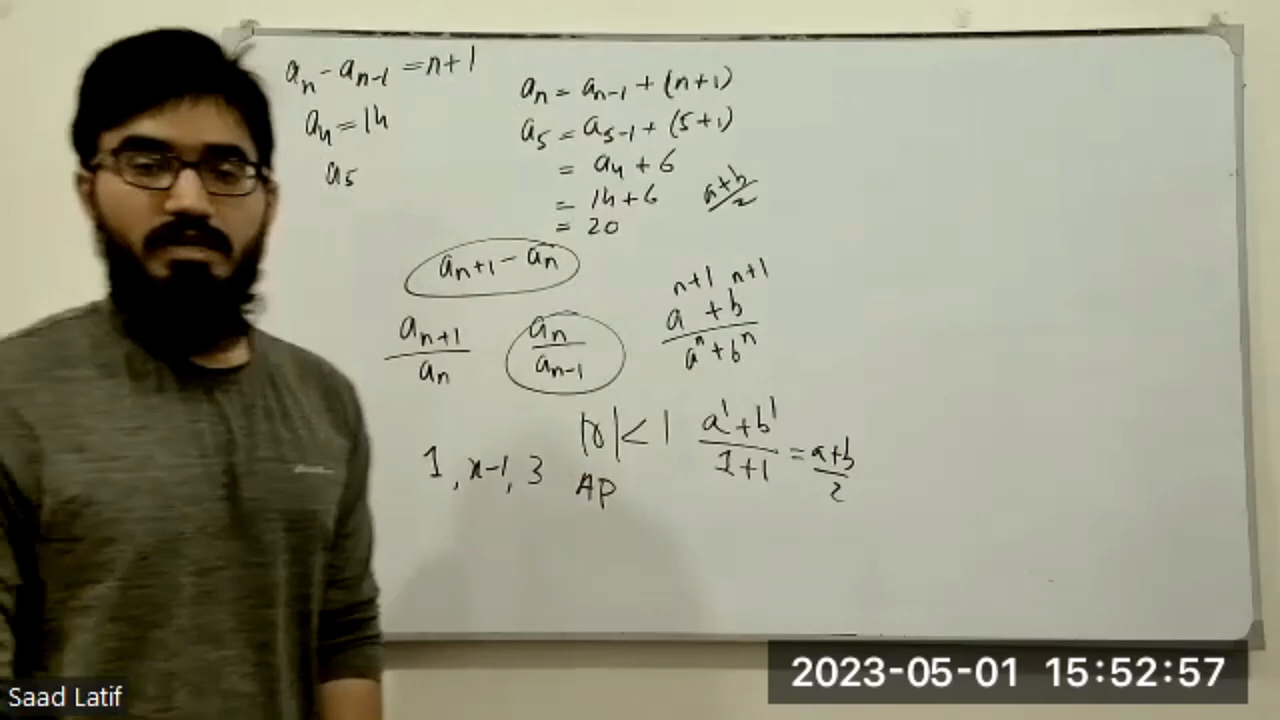 aₙ - aₙ₋₁ = n+1
a₄ = 14
a₅
aₙ = aₙ₋₁ + (n+1)
a₅ = a₅₋₁ + (5+1)
= a₄ + 6
= 14 + 6
= 20
a+b/2
aₙ₊₁ - aₙ
aₙ₊₁/aₙ
aₙ/aₙ₋₁
aⁿ⁺¹ + bⁿ⁺¹/aⁿ + bⁿ
|r| < 1
a¹ + b¹/1+1 = a+b/2
1, x-1, 3 AP
2023-05-01 15:52:57
Saad Latif